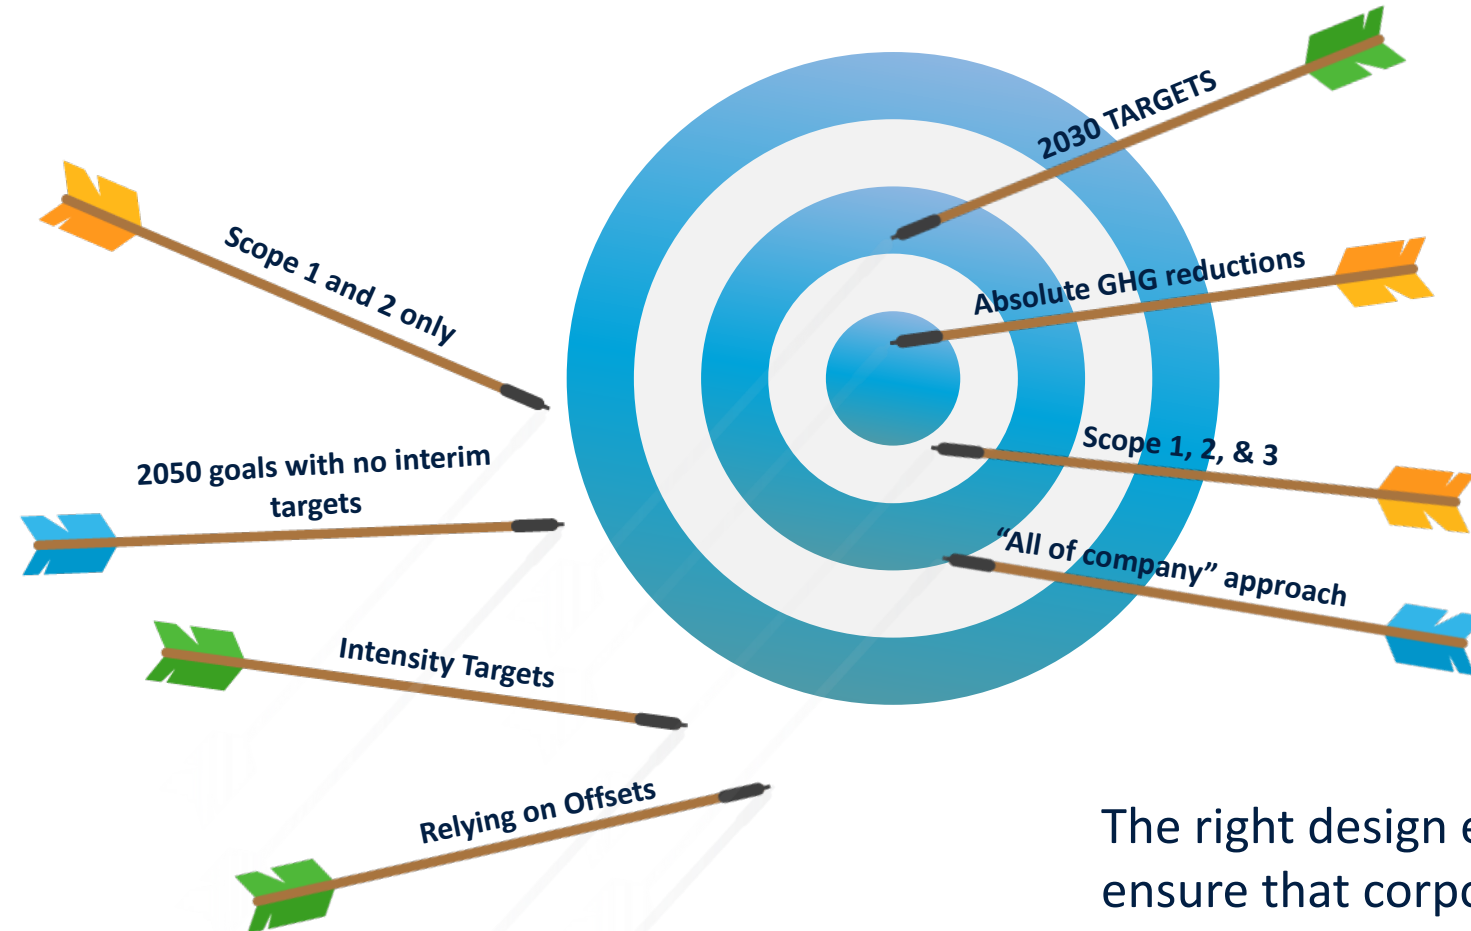 2030 TARGETS
Scope 1 and 2 only
Absolute GHG reductions
Scope 1, 2, & 3
2050 goals with no interim
targets
“All of company” approach
Intensity Targets
Relying on Offsets
The right design
ensure that